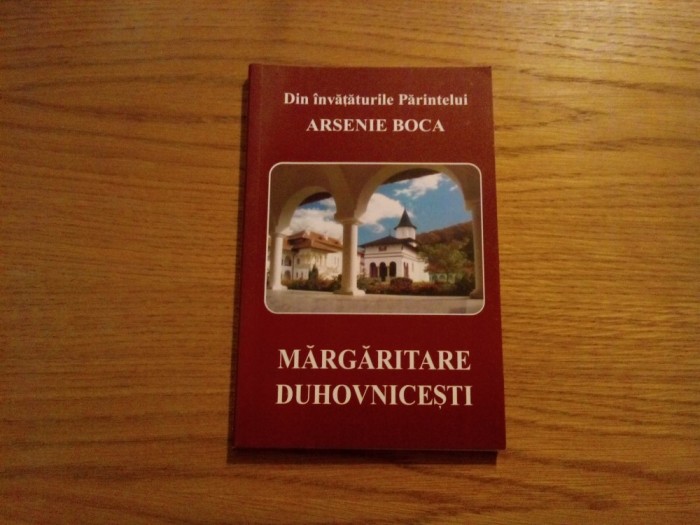 Din învățăturile Părintelui
ARSENIE BOCA
MĂRGĂRITARE
DUHOVNICEȘTI